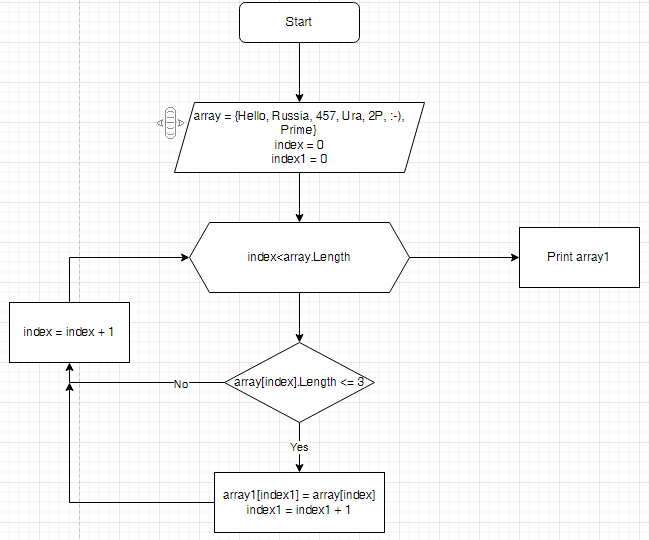 Start
array = {Hello, Russia, 457, Ura, 2P, :-),
Prime}
index = 0
index1 = 0
index<array.Length
Print array1
index = index + 1
array[index].Length <= 3
No
Yes
array1[index1] = array[index]
index1 = index1 + 1